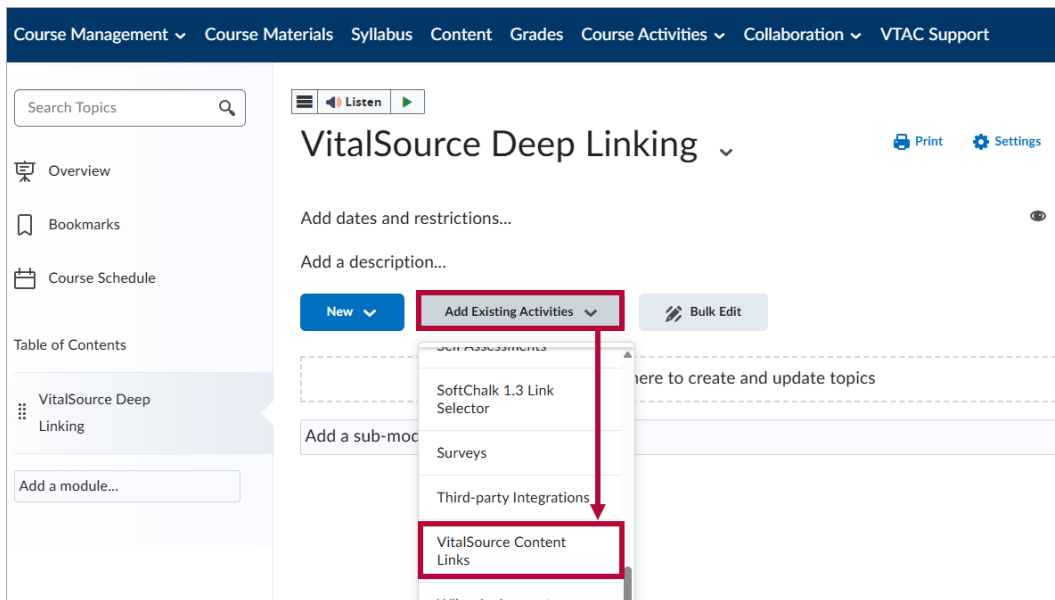 Course Management Course Materials Syllabus Content Grades Course Activities Collaboration VTAC Support
Search Topics
Overview
Bookmarks
Course Schedule
Table of Contents
VitalSource Deep
Linking
Add a module...
Listen
VitalSource Deep Linking
Print
Settings
Add dates and restrictions...
Add a description...
New
Add Existing Activities
Bulk Edit
Self Assessments
SoftChalk 1.3 Link
Selector
Surveys
Third-party Integrations
VitalSource Content
Links
to create and update topics
Add a sub-mod